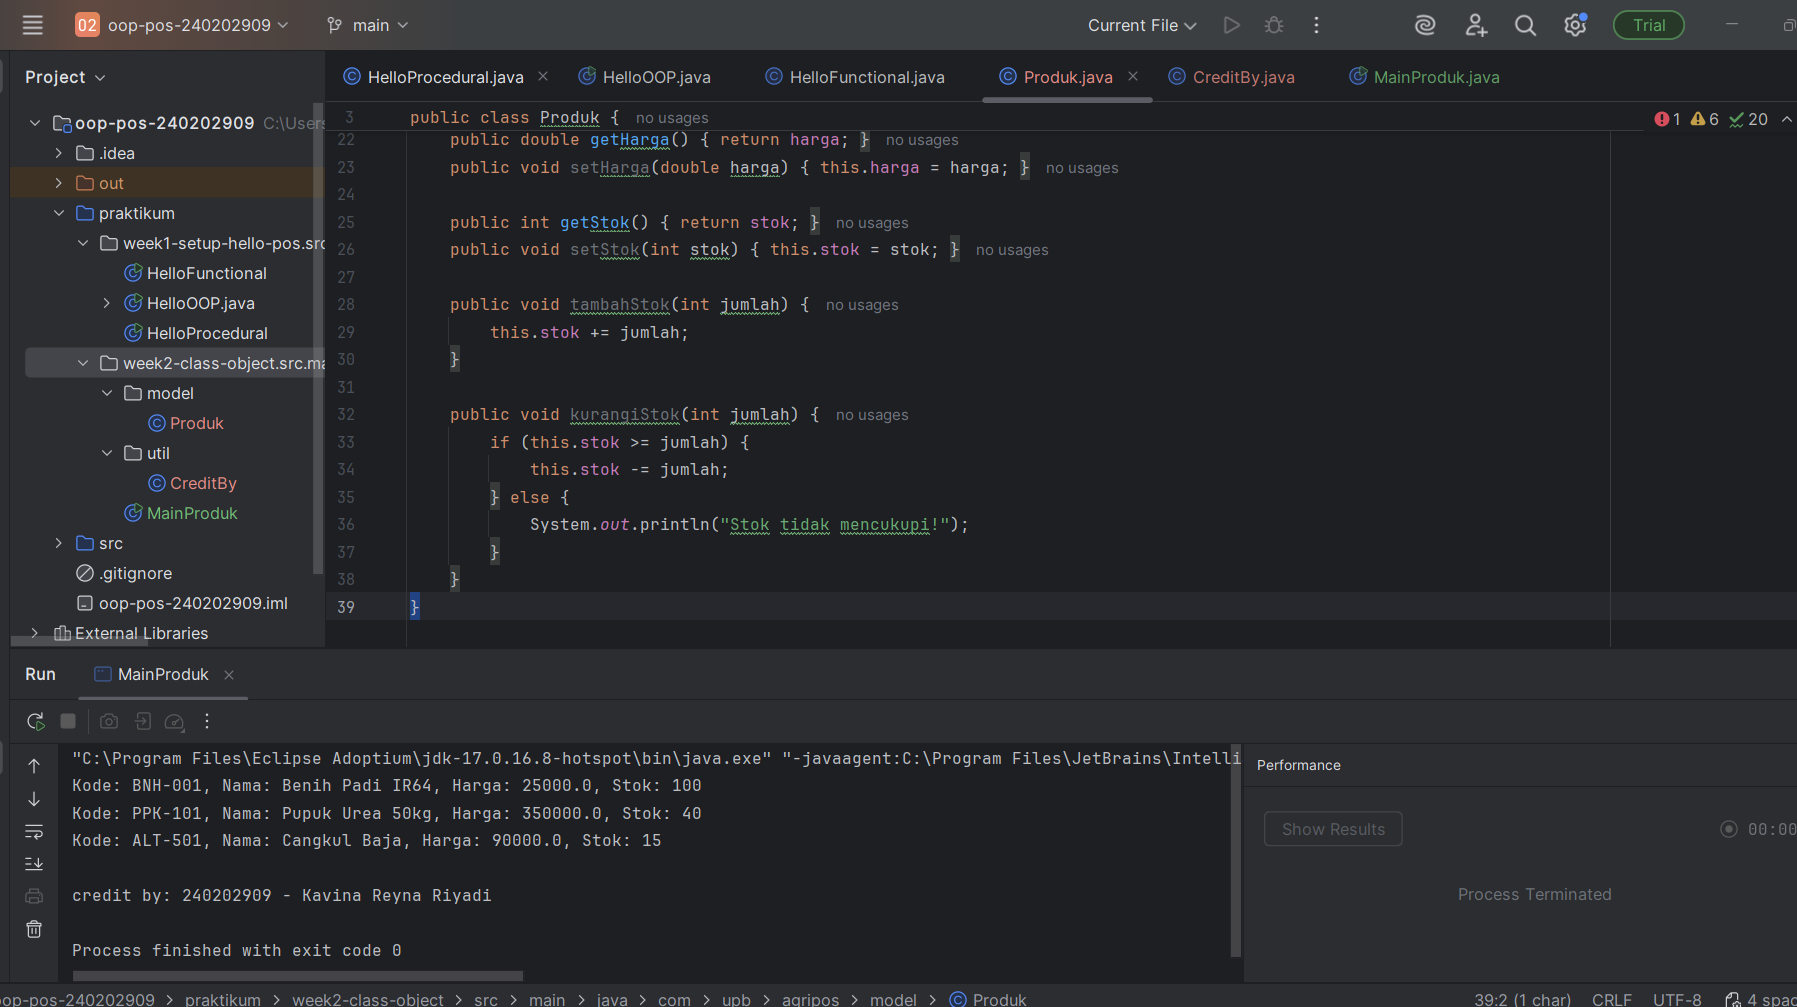 02 oop-pos-240202909 main Current File Trial
Project
HelloProcedural.java HelloOOP.java HelloFunctional.java Produk.java CreditBy.java MainProduk.java
oop-pos-240202909 C:\Users
.idea
out
praktikum
week1-setup-hello-pos.src
HelloFunctional
HelloOOP.java
HelloProcedural
week2-class-object.src.ma
model
Produk
util
CreditBy
MainProduk
src
.gitignore
oop-pos-240202909.iml
External Libraries
1 6 20
3 public class Produk { no usages
22 public double getHarga() { return harga; } no usages
23 public void setHarga(double harga) { this.harga = harga; } no usages
24
25 public int getStok() { return stok; } no usages
26 public void setStok(int stok) { this.stok = stok; } no usages
27
28 public void tambahStok(int jumlah) { no usages
29 this.stok += jumlah;
30 }
31
32 public void kurangiStok(int jumlah) { no usages
33 if (this.stok >= jumlah) {
34 this.stok -= jumlah;
35 } else {
36 System.out.println("Stok tidak mencukupi!");
37 }
38 }
39 }
Run MainProduk
"C:\Program Files\Eclipse Adoptium\jdk-17.0.16.8-hotspot\bin\java.exe" "-javaagent:C:\Program Files\JetBrains\Intelli
Kode: BNH-001, Nama: Benih Padi IR64, Harga: 25000.0, Stok: 100
Kode: PPK-101, Nama: Pupuk Urea 50kg, Harga: 350000.0, Stok: 40
Kode: ALT-501, Nama: Cangkul Baja, Harga: 90000.0, Stok: 15
credit by: 240202909 - Kavina Reyna Riyadi
Process finished with exit code 0
Performance
Show Results 00:00
Process Terminated
oop-pos-240202909 > praktikum > week2-class-object > src > main > java > com > upb > agripos > model > Produk 39:2 (1 char) CRLF UTF-8 4 spac